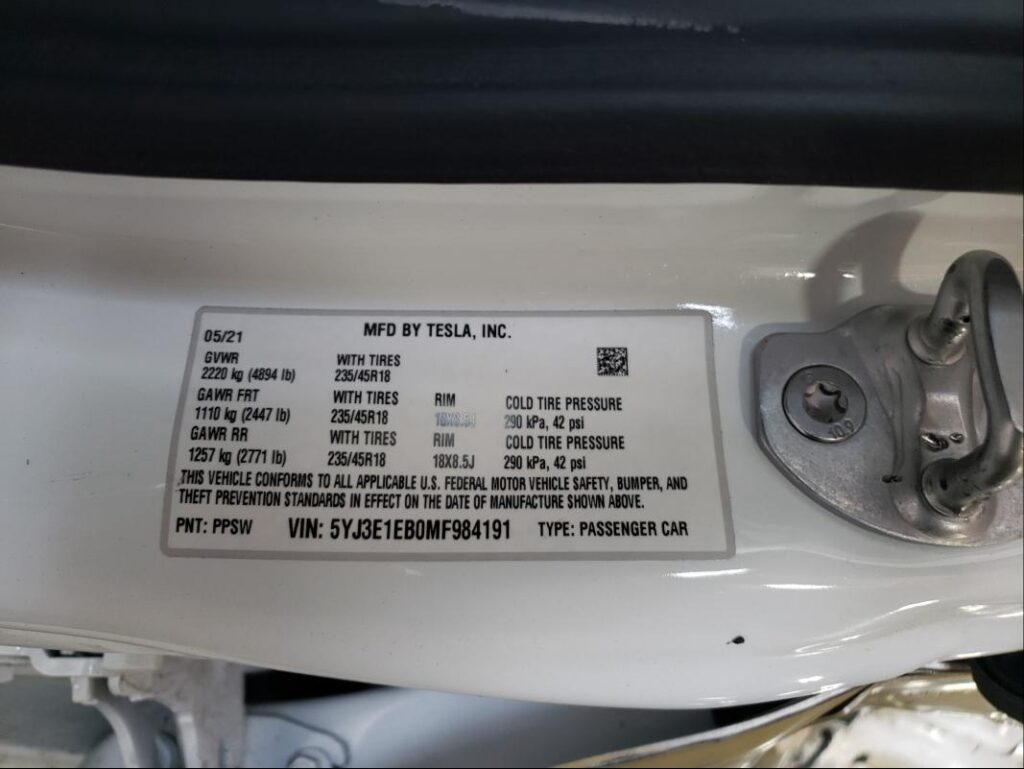 05/21 MFD BY TESLA, INC.
GVWR WITH TIRES
2220 kg (4894 lb) 235/45R18
GAWR FRT WITH TIRES RIM COLD TIRE PRESSURE
1110 kg (2447 lb) 235/45R18 18X8.5J 290 kPa, 42 psi
GAWR RR WITH TIRES RIM COLD TIRE PRESSURE
1257 kg (2771 lb) 235/45R18 18X8.5J 290 kPa, 42 psi
THIS VEHICLE CONFORMS TO ALL APPLICABLE U.S. FEDERAL MOTOR VEHICLE SAFETY, BUMPER, AND
THEFT PREVENTION STANDARDS IN EFFECT ON THE DATE OF MANUFACTURE SHOWN ABOVE.
PNT: PPSW VIN: 5YJ3E1EB0MF984191 TYPE: PASSENGER CAR
10.9